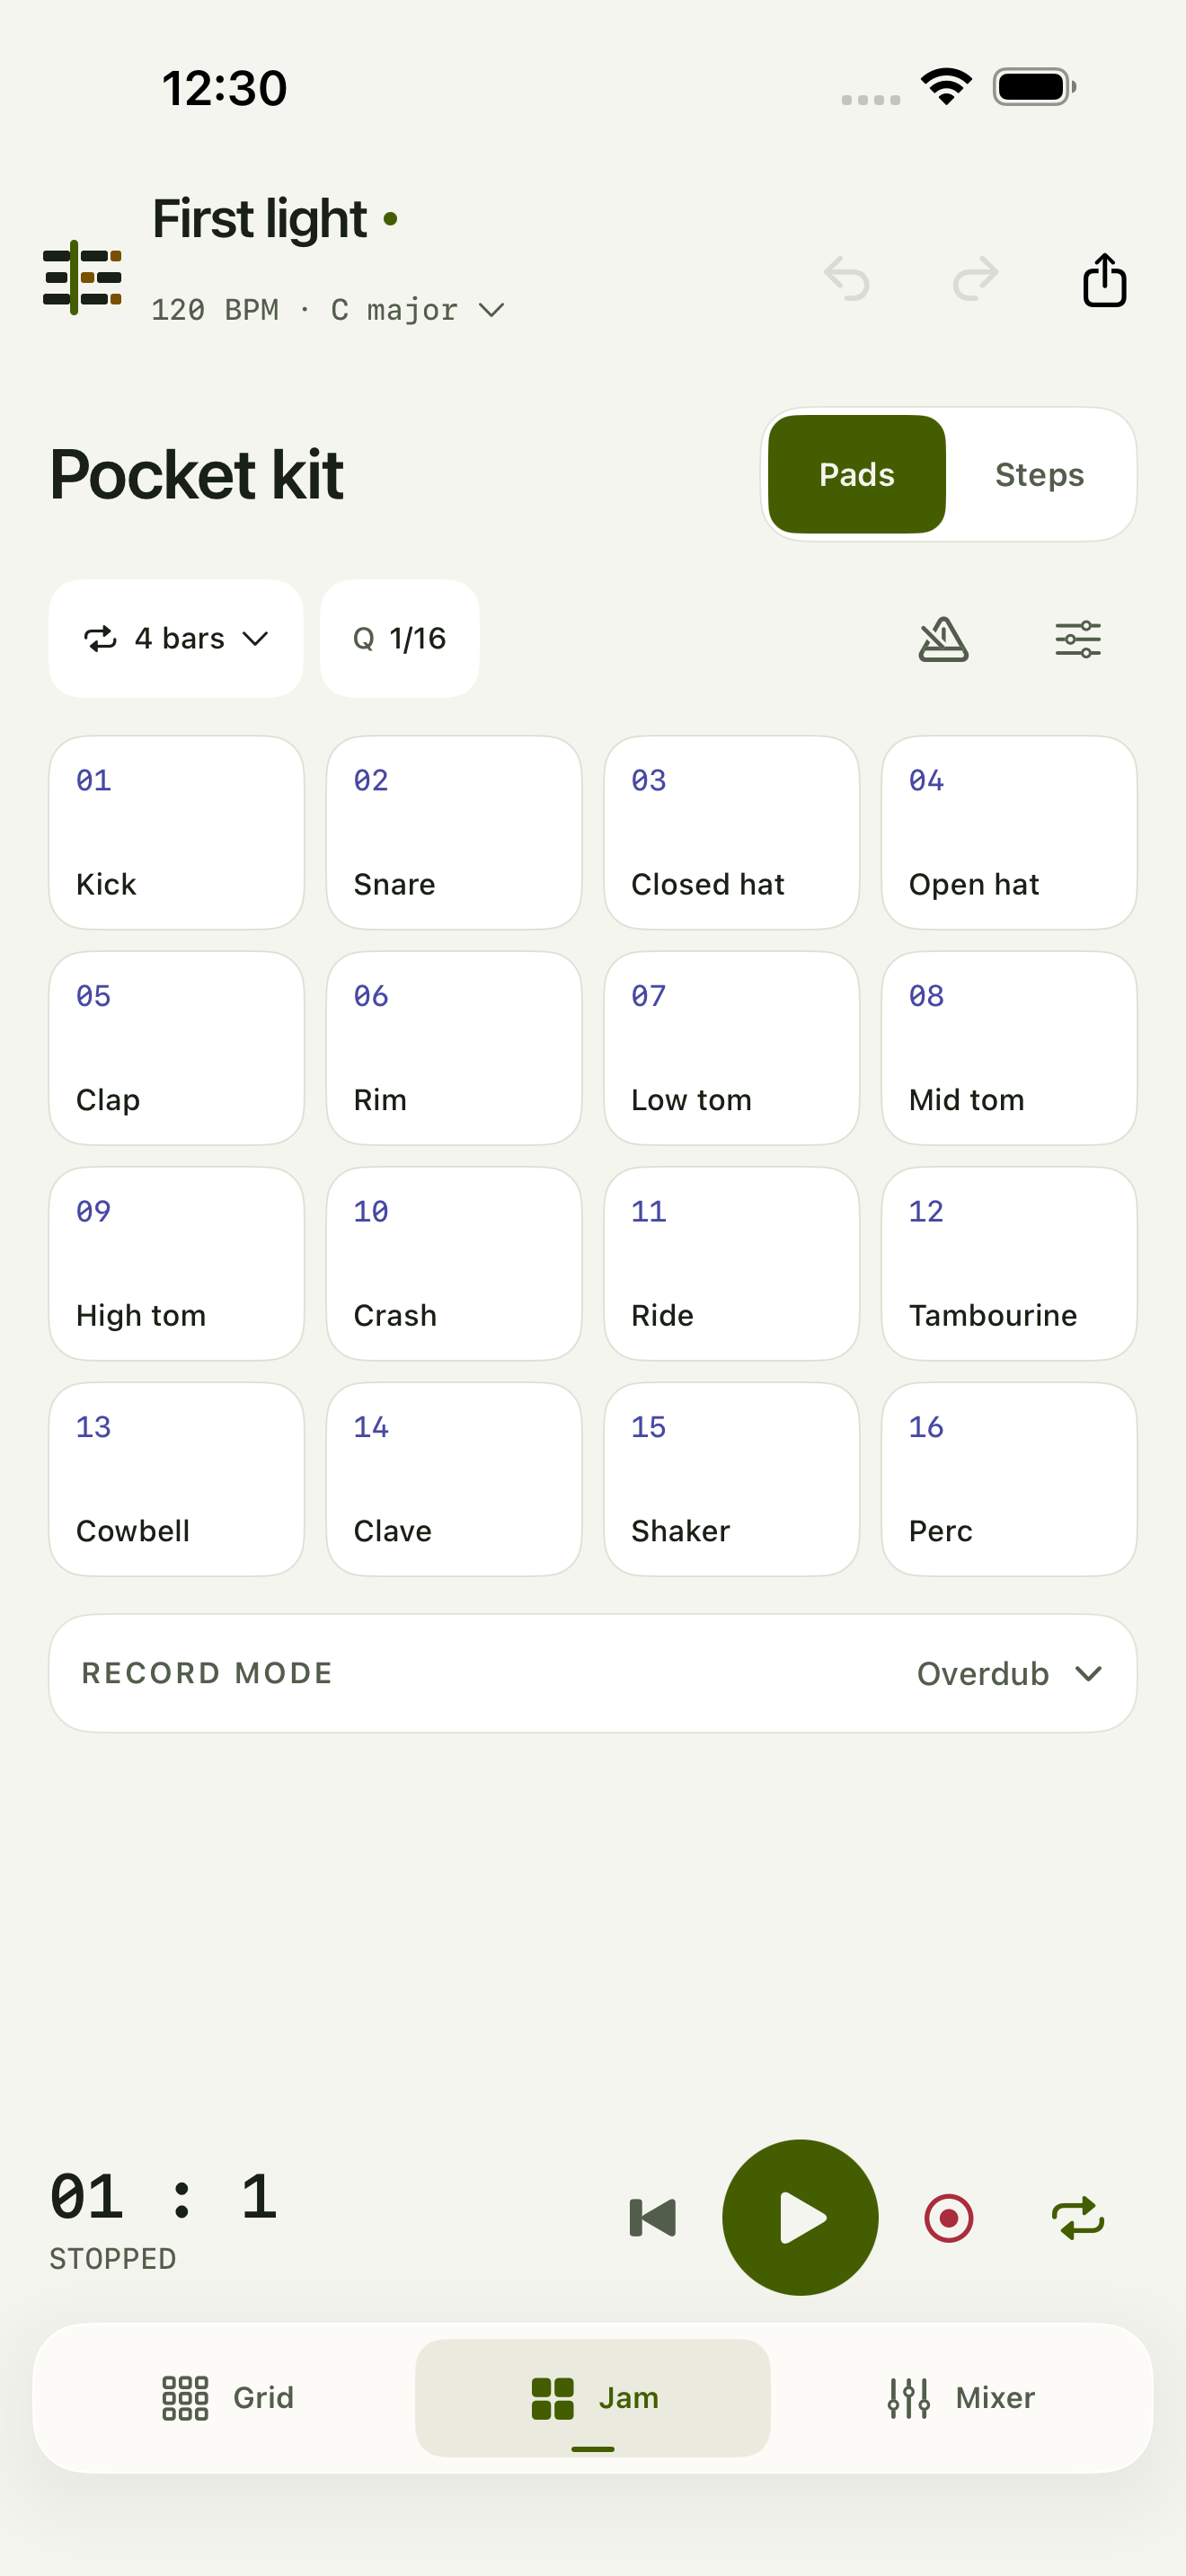 12:30
First light
120 BPM · C major
Pocket kit
Pads
Steps
4 bars
Q 1/16
01
02
03
04
Kick
Snare
Closed hat
Open hat
05
06
07
08
Clap
Rim
Low tom
Mid tom
09
10
11
12
High tom
Crash
Ride
Tambourine
13
14
15
16
Cowbell
Clave
Shaker
Perc
RECORD MODE
Overdub
01 : 1
STOPPED
Grid
Jam
Mixer